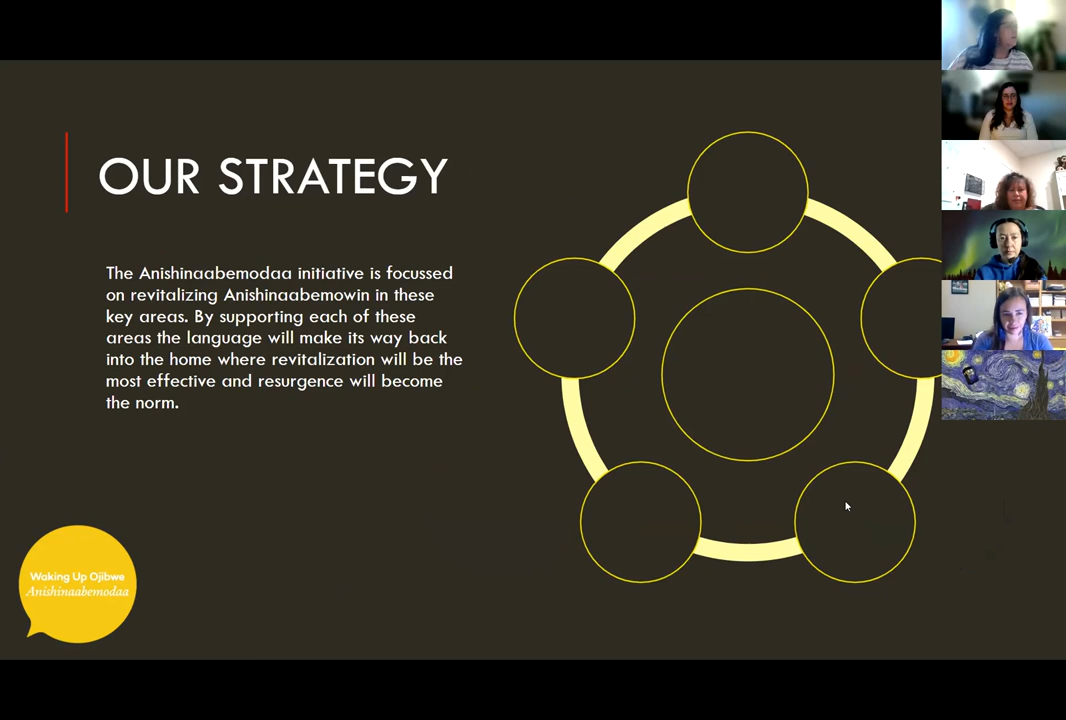 OUR STRATEGY
The Anishinaabemodaa initiative is focussed
on revitalizing Anishinaabemowin in these
key areas. By supporting each of these
areas the language will make its way back
into the home where revitalization will be the
most effective and resurgence will become
the norm.
Waking Up Ojibwe
Anishinaabemodaa